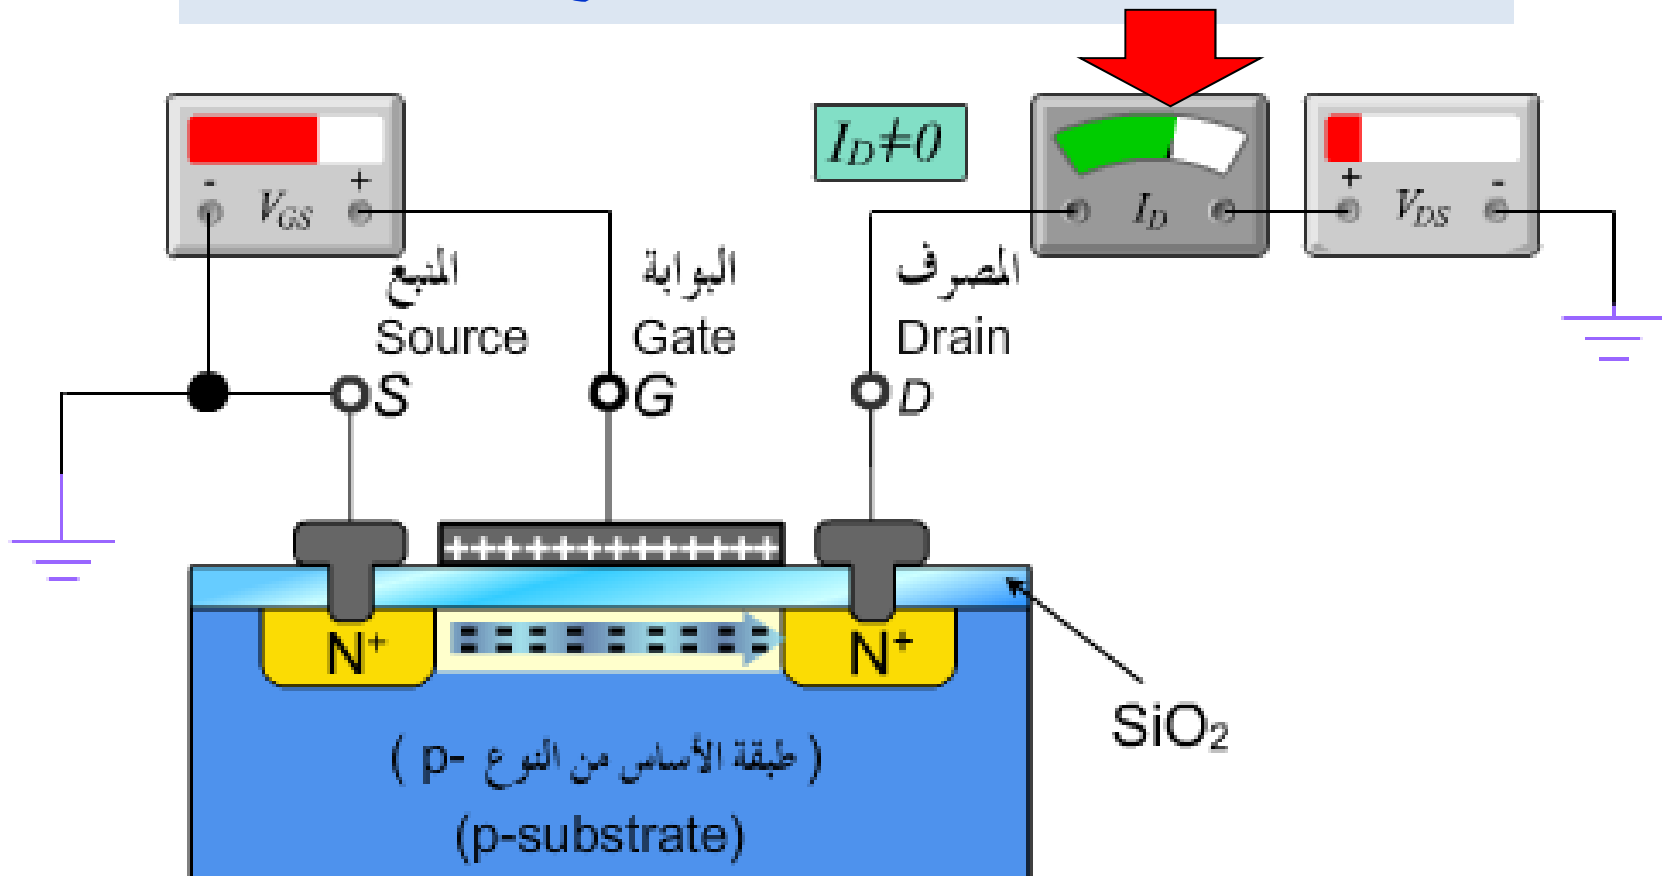 I_D≠0
- +
V_GS
I_D
+ -
V_DS
المنبع
Source
S
البوابة
Gate
G
المصرف
Drain
D
+++++++++++++
N⁺
N⁺
SiO₂
( طبقة الأساس من النوع -p )
(p-substrate)